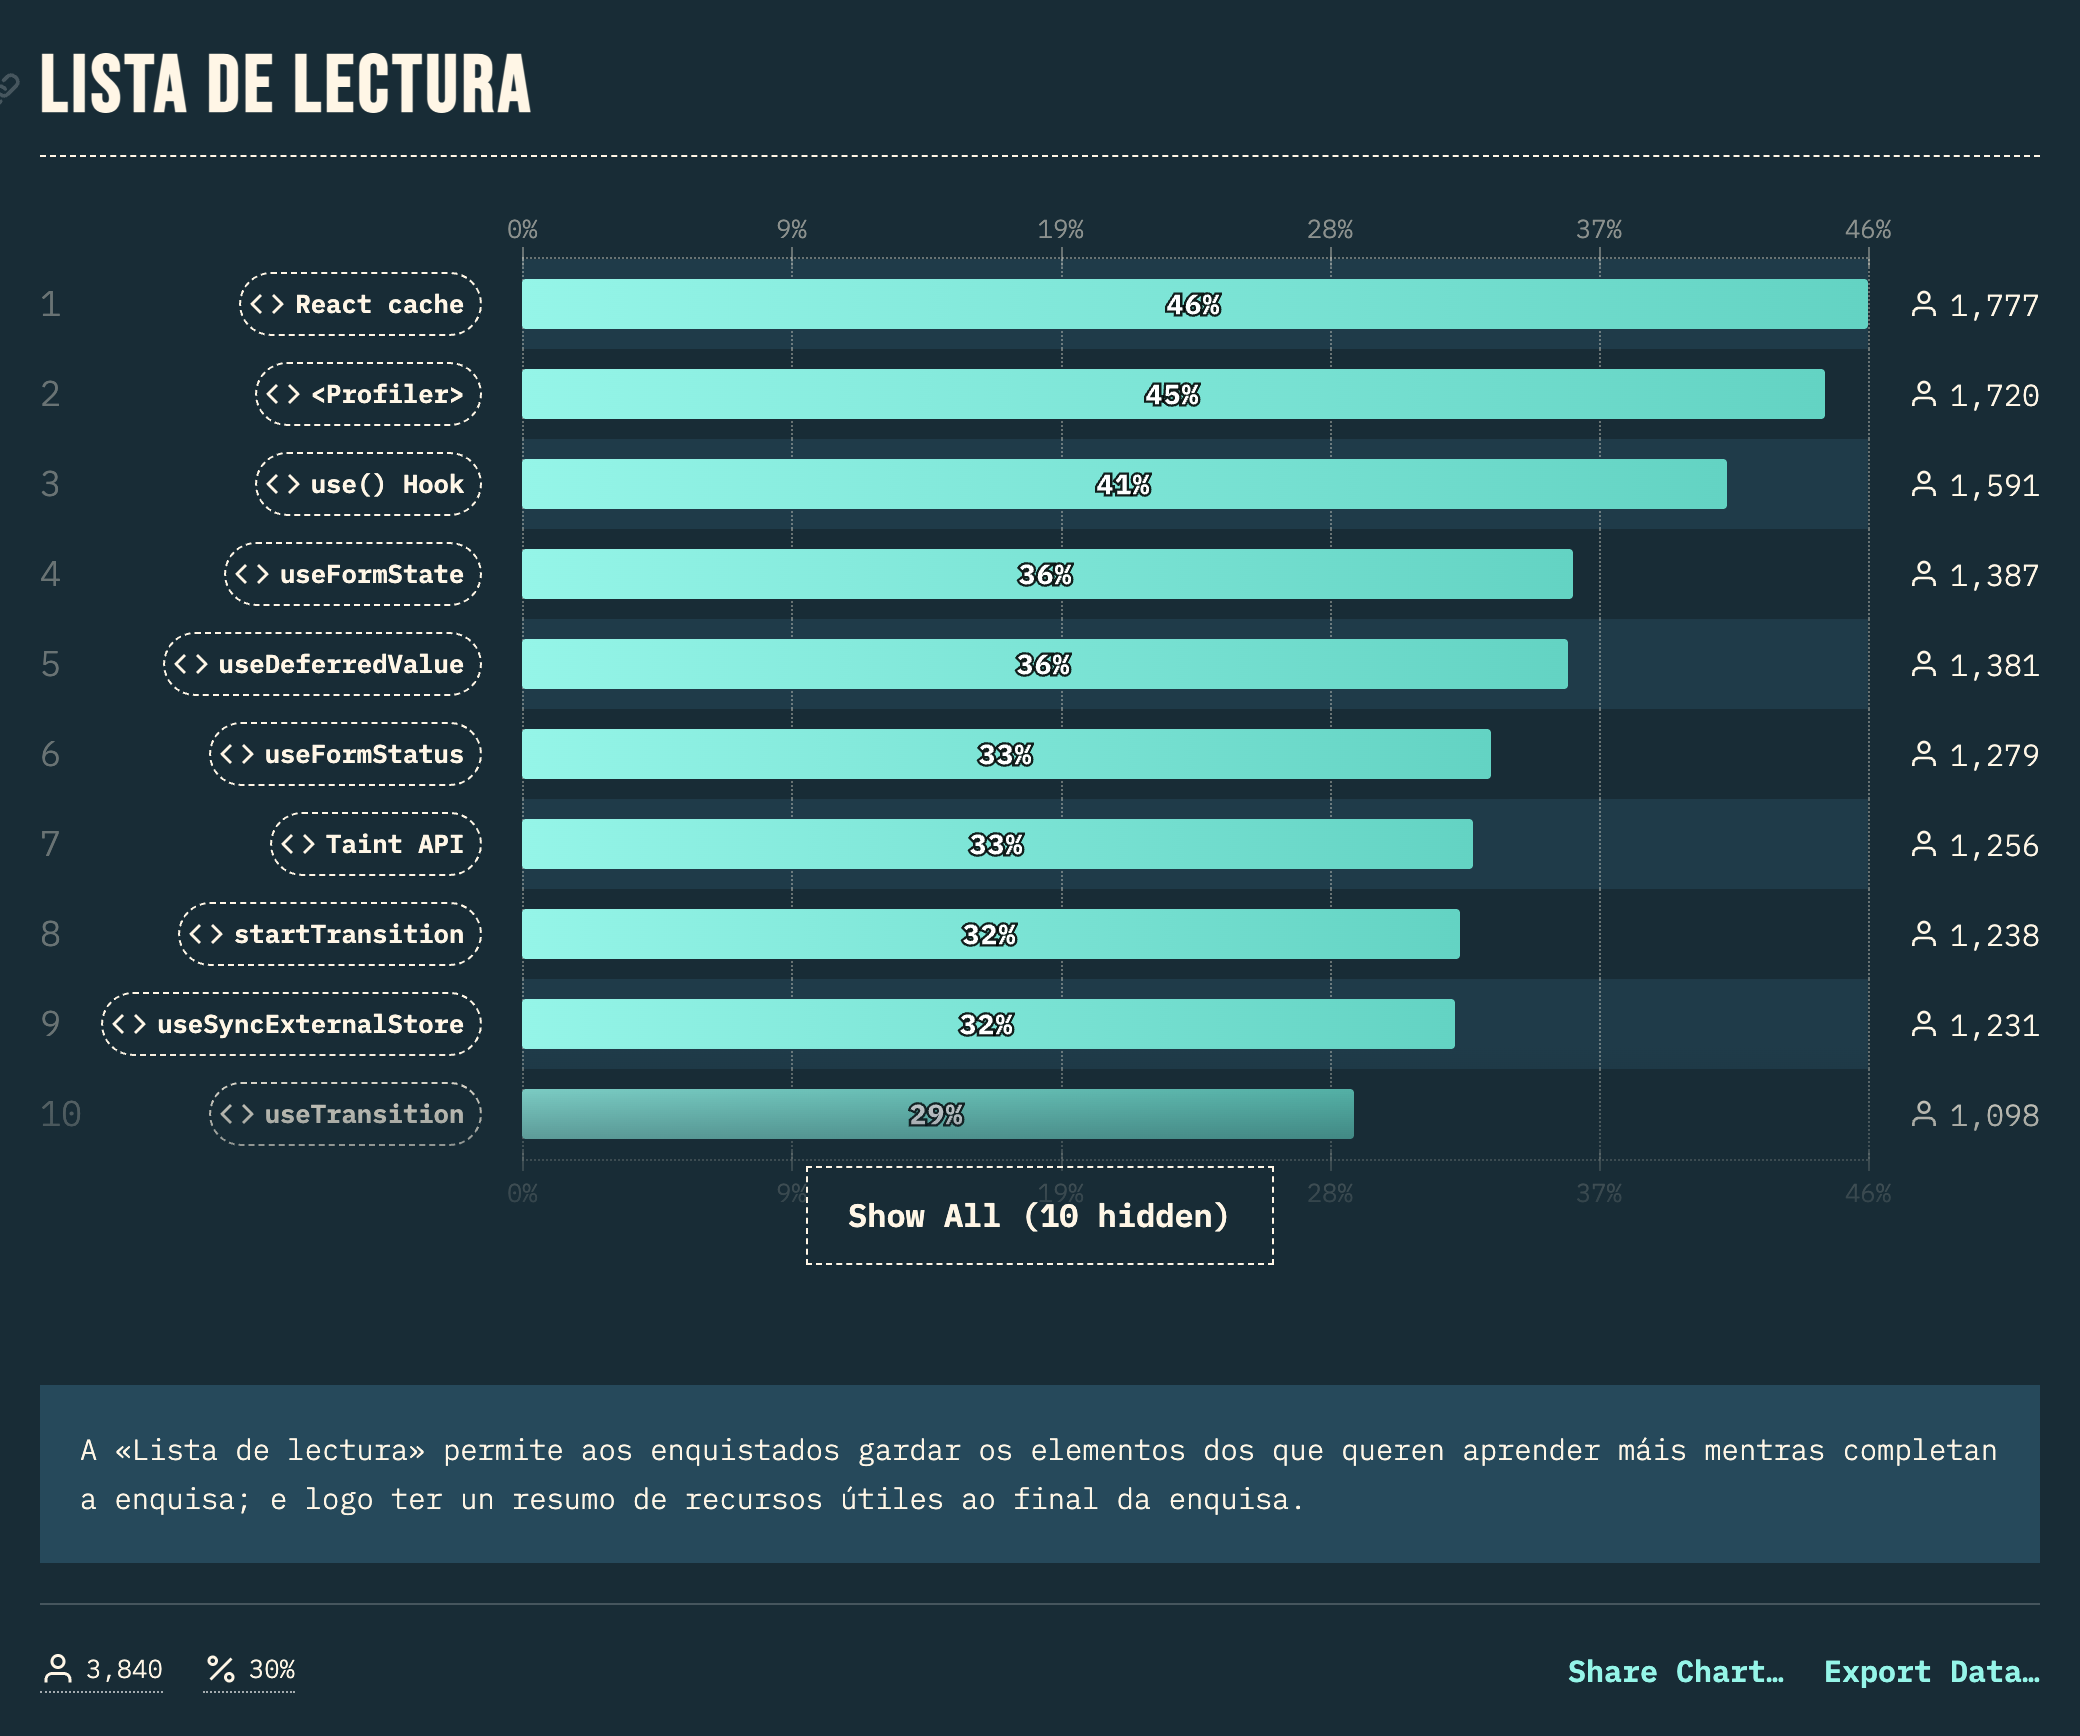 LISTA DE LECTURA
0% 9% 19% 28% 37% 46%
1 <> React cache 46% 1,777
2 <> <Profiler> 45% 1,720
3 <> use() Hook 41% 1,591
4 <> useFormState 36% 1,387
5 <> useDeferredValue 36% 1,381
6 <> useFormStatus 33% 1,279
7 <> Taint API 33% 1,256
8 <> startTransition 32% 1,238
9 <> useSyncExternalStore 32% 1,231
10 <> useTransition 29% 1,098
0% 9% 19% 28% 37% 46%
Show All (10 hidden)
A «Lista de lectura» permite aos enquistados gardar os elementos dos que queren aprender máis mentras completan
a enquisa; e logo ter un resumo de recursos útiles ao final da enquisa.
3,840 % 30% Share Chart… Export Data…